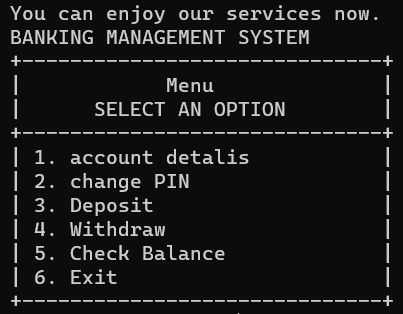 You can enjoy our services now.
BANKING MANAGEMENT SYSTEM
Menu
SELECT AN OPTION
1. account detalis
2. change PIN
3. Deposit
4. Withdraw
5. Check Balance
6. Exit